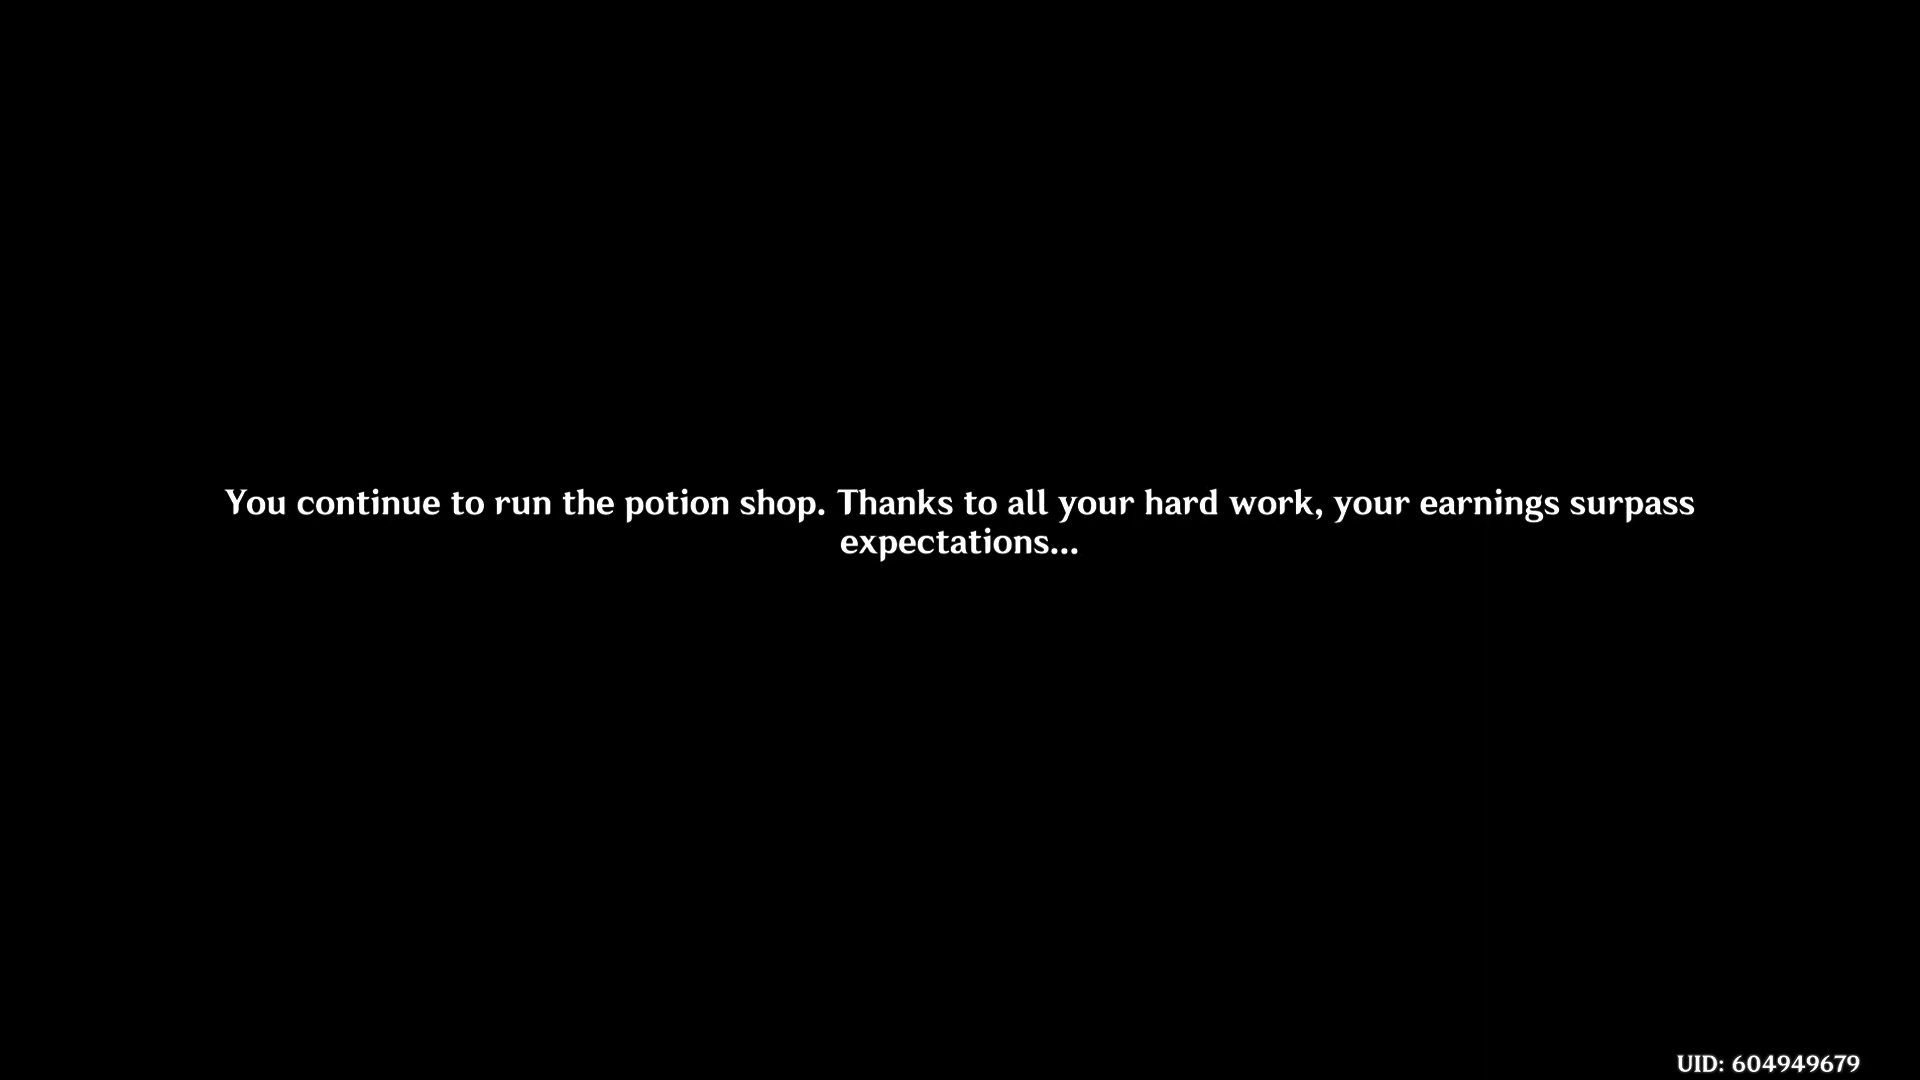 You continue to run the potion shop. Thanks to all your hard work, your earnings surpass
expectations...
UID: 604949679